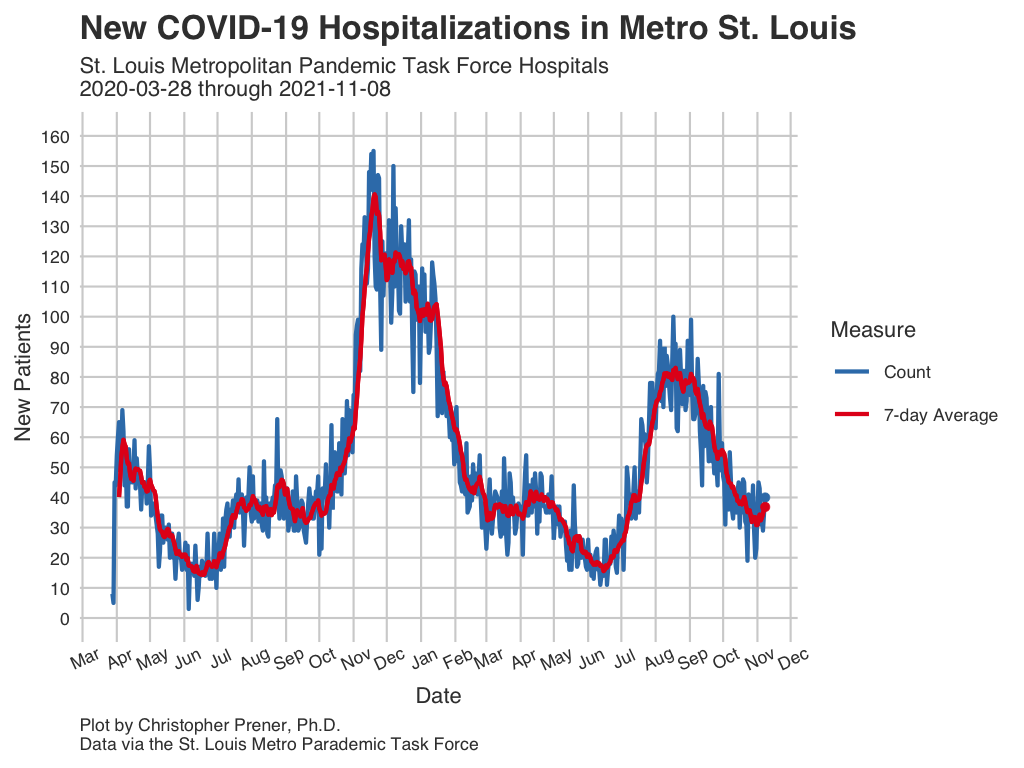 New COVID-19 Hospitalizations in Metro St. Louis
St. Louis Metropolitan Pandemic Task Force Hospitals
2020-03-28 through 2021-11-08
160
150
140
130
120
110
100
90
80
70
60
50
40
30
20
10
0
New Patients
Mar Apr May Jun Jul Aug Sep Oct Nov Dec Jan Feb Mar Apr May Jun Jul Aug Sep Oct Nov Dec
Date
Measure
Count
7-day Average
Plot by Christopher Prener, Ph.D.
Data via the St. Louis Metro Parademic Task Force